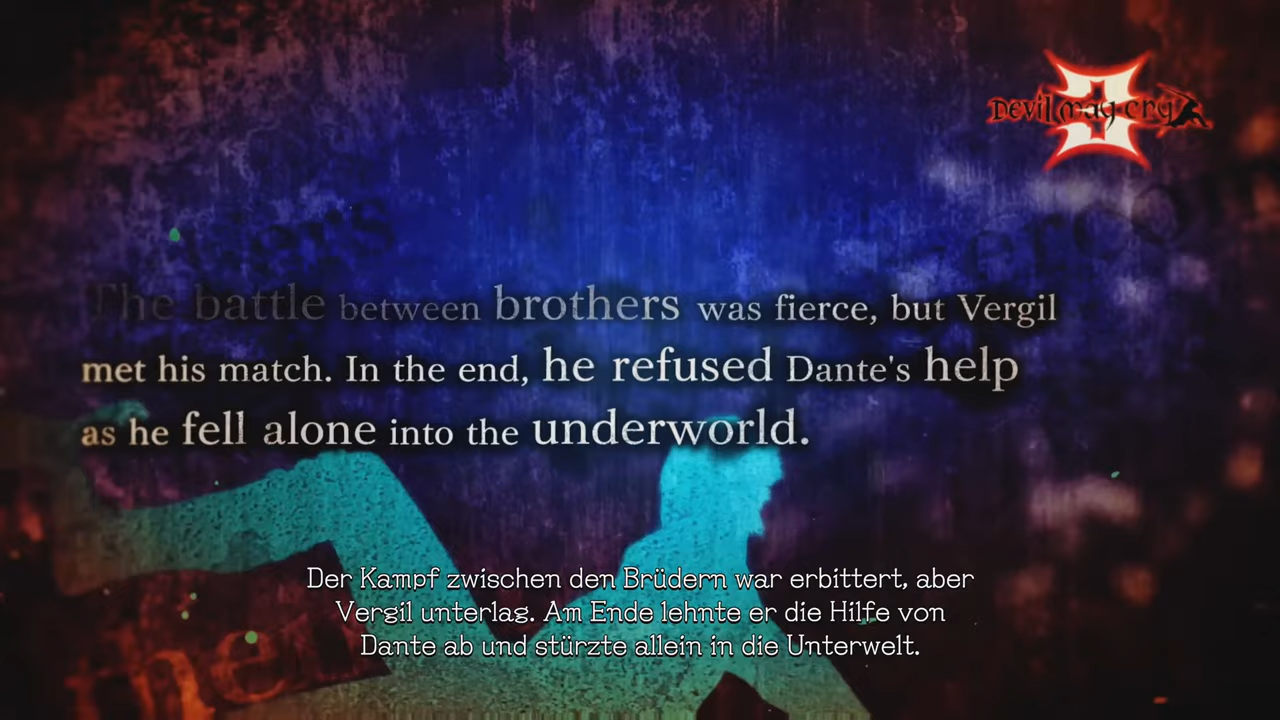 Devil may cry
3
The battle between brothers was fierce, but Vergil
met his match. In the end, he refused Dante's help
as he fell alone into the underworld.
the
Der Kampf zwischen den Brüdern war erbittert, aber
Vergil unterlag. Am Ende lehnte er die Hilfe von
Dante ab und stürzte allein in die Unterwelt.